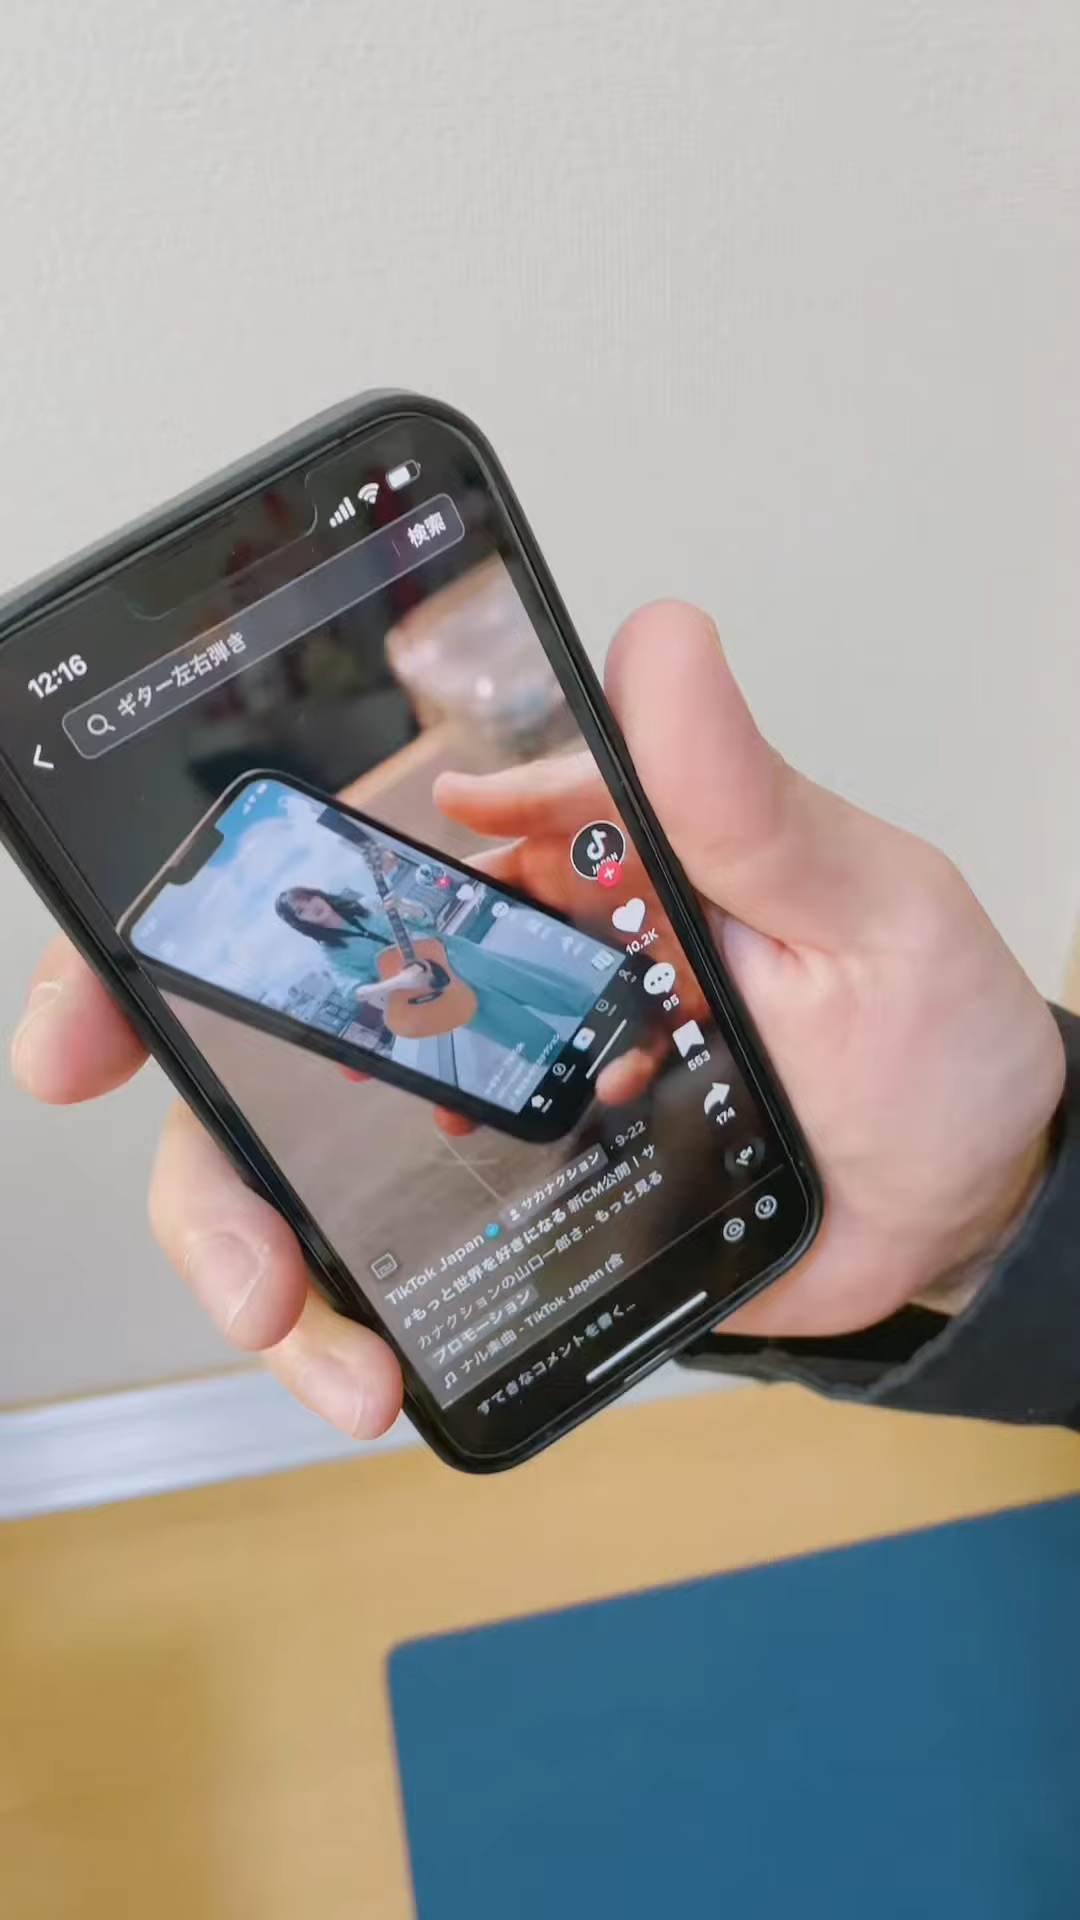 12:16
ギター左右弾き
検索
JAPAN
10.2K
95
553
174
TikTok Japan サカナクション · 9-22
#もっと世界を好きになる 新CM公開!サ
カナクションの山口一郎さ... もっと見る
プロモーション
ナル楽曲 - TikTok Japan (含
すてきなコメントを書く...